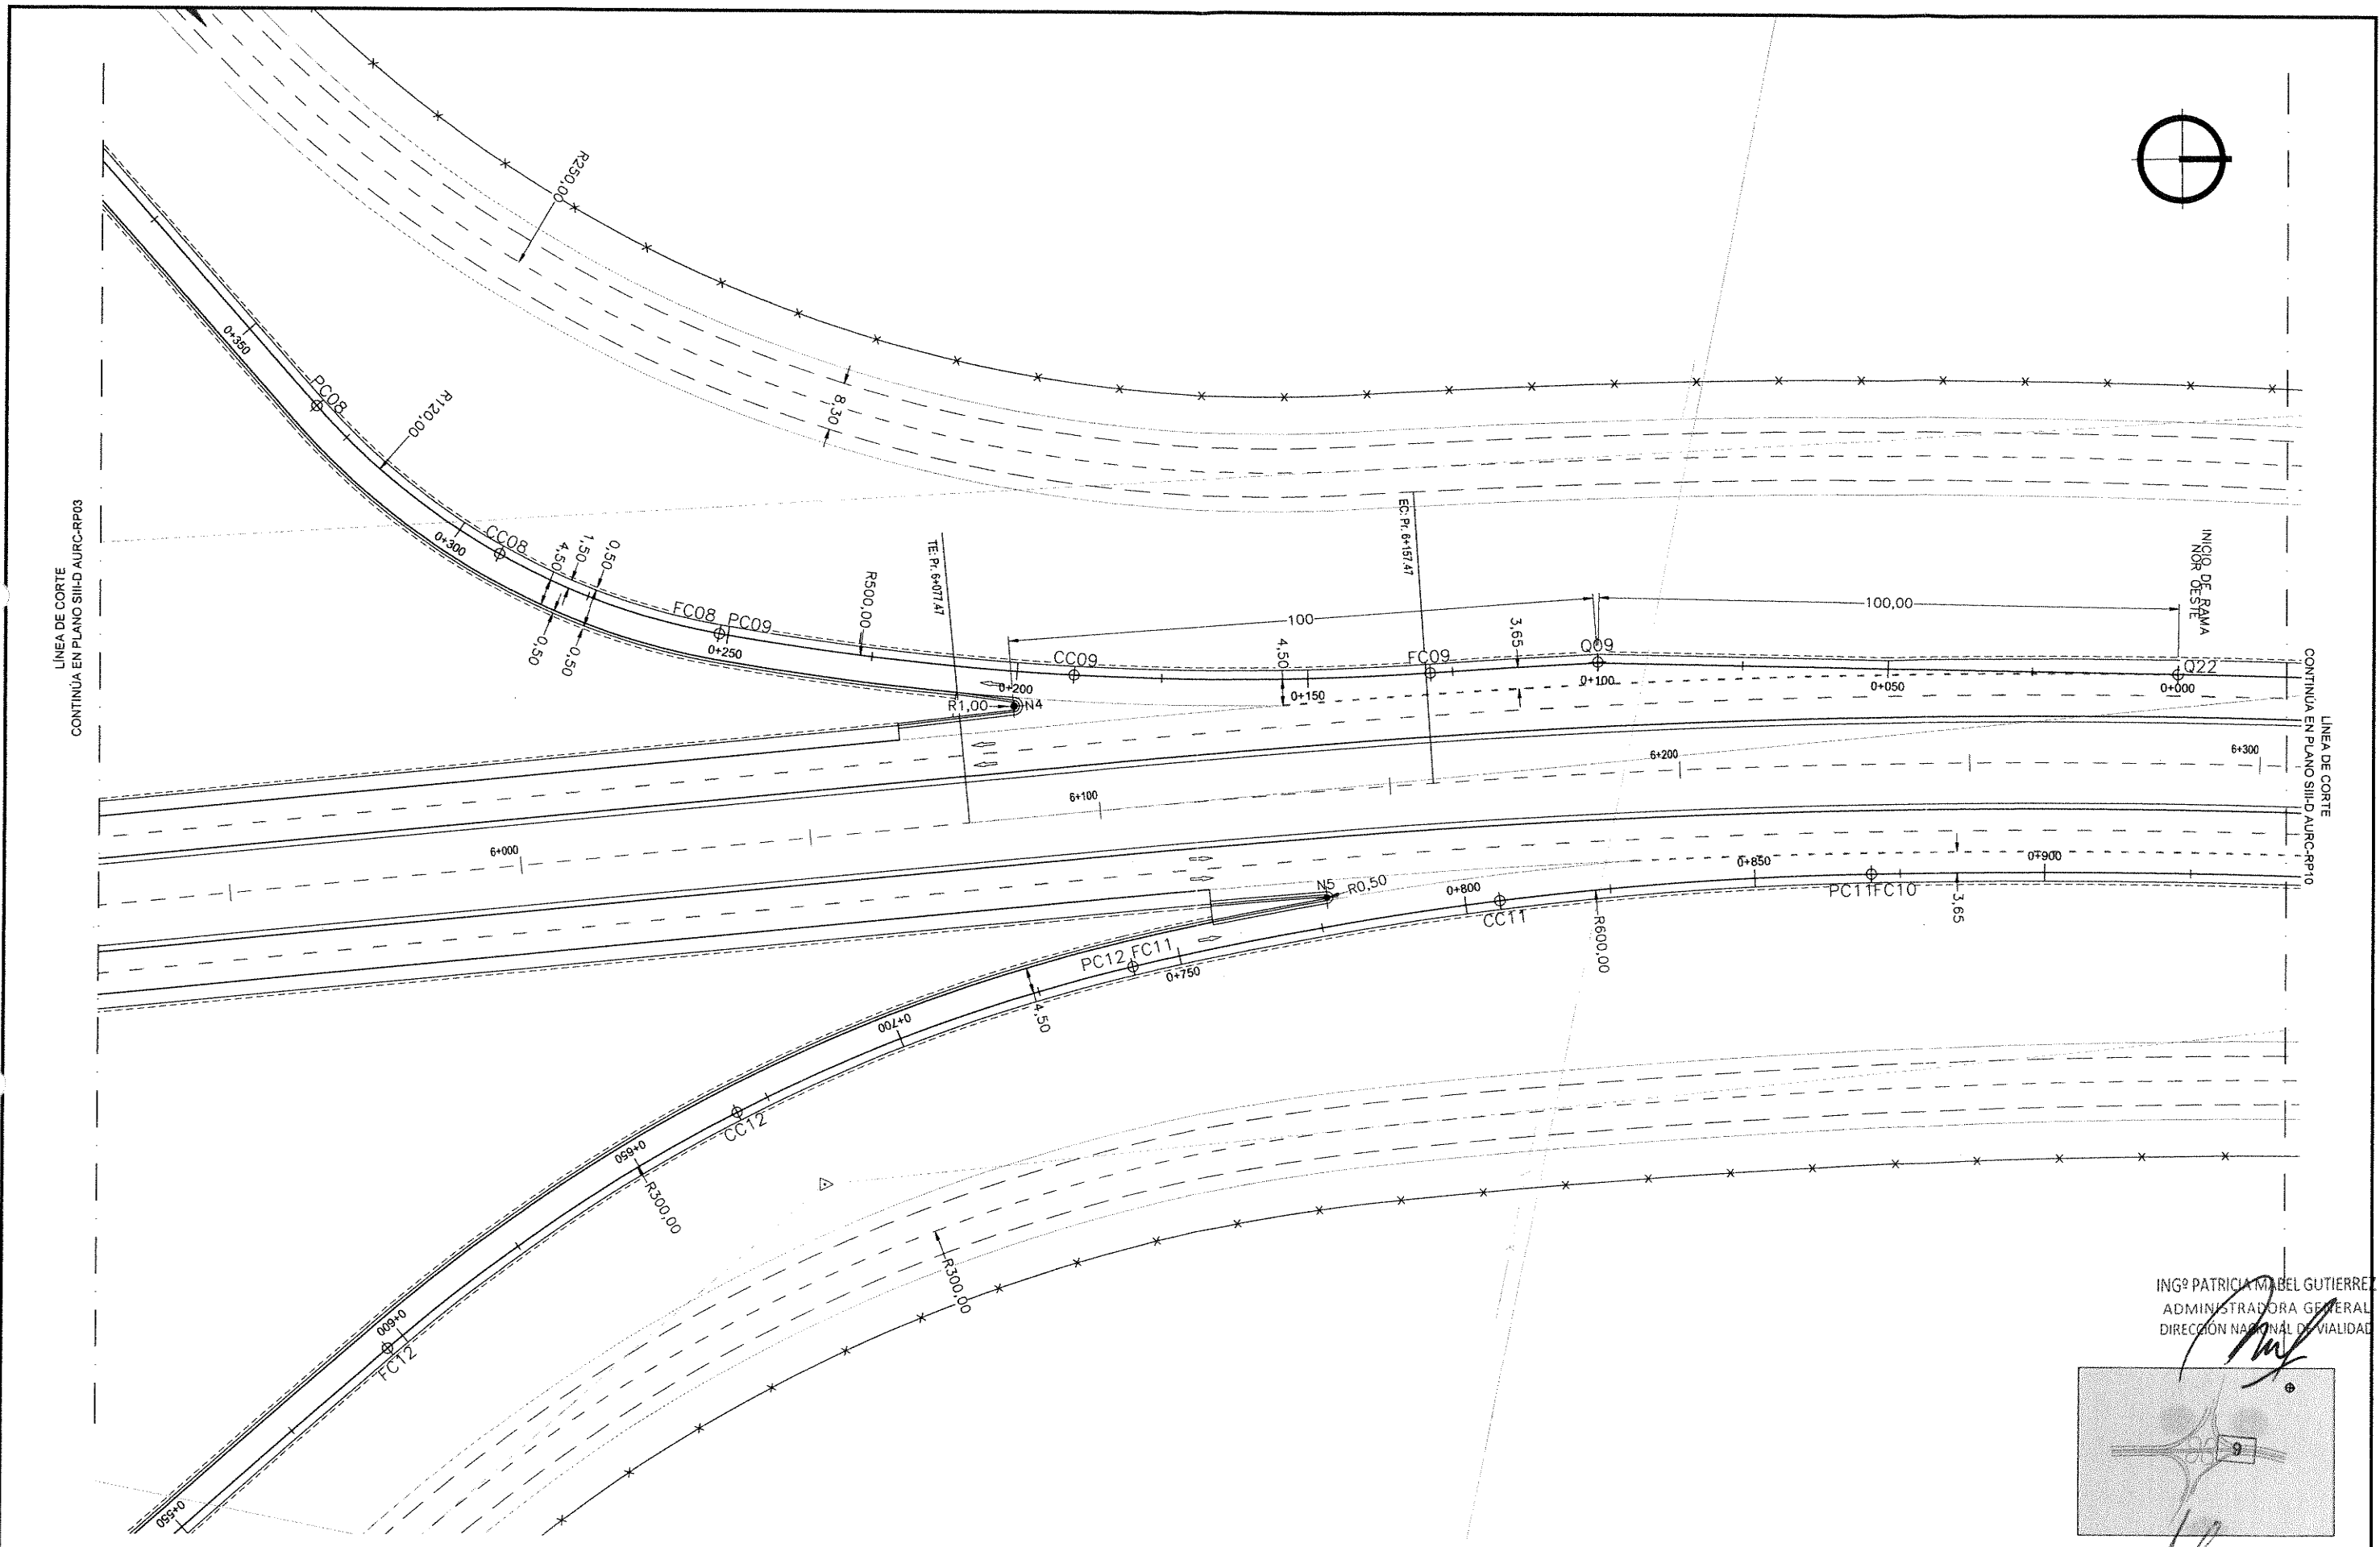 R250,00
8,30
0+350
PC08
R120,00
LÍNEA DE CORTE
CONTINÚA EN PLANO SIII-D AURC-RP03
0+300
CC08
4,50
1,50
0,50
0,50
0,50
FC08
PC09
0+250
R500,00
TE: Pr. 6+077.47
EC: Pr. 6+157.47
100
100,00
INICIO DE RAMA
NOR OESTE
CC09
0+200
R1,00
N4
4,50
0+150
FC09
3,65
Q09
0+100
0+050
Q22
0+000
LÍNEA DE CORTE
CONTINÚA EN PLANO SIII-D AURC-RP10
6+000
6+100
6+200
6+300
N5
R0,50
0+800
CC11
R600,00
0+850
PC11
FC10
0+900
3,65
PC12
FC11
0+750
4,50
0+700
CC12
0+650
R300,00
R300,00
0+600
FC12
0+550
INGº PATRICIA MABEL GUTIERREZ
ADMINISTRADORA GENERAL
DIRECCIÓN NACIONAL DE VIALIDAD
9